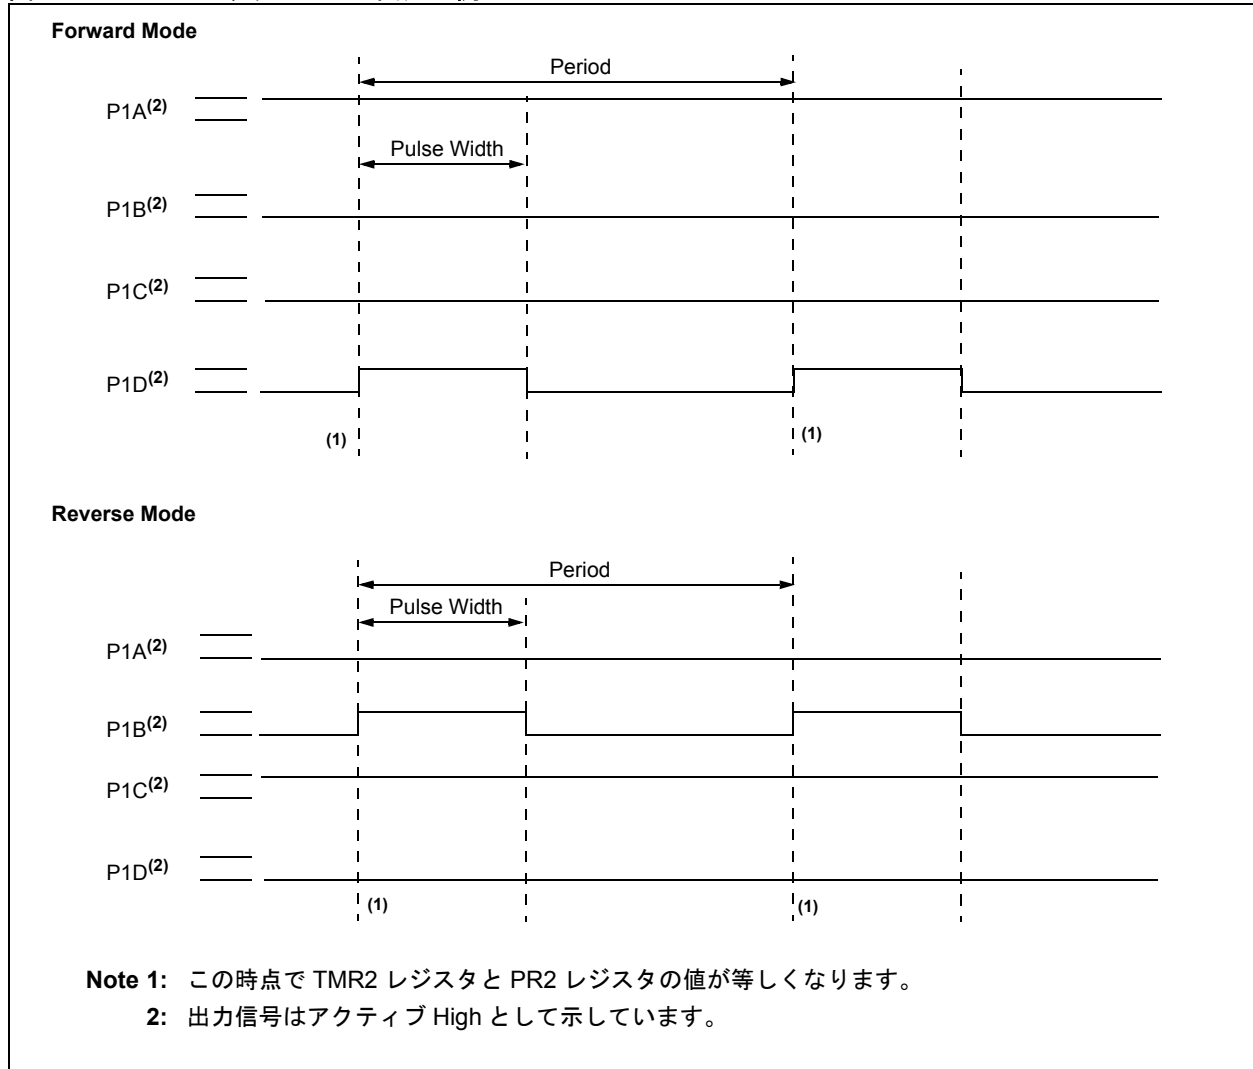 Forward Mode
Period
P1A(2)
Pulse Width
P1B(2)
P1C(2)
P1D(2)
(1) (1)
Reverse Mode
Period
Pulse Width
P1A(2)
P1B(2)
P1C(2)
P1D(2)
(1) (1)
Note 1: この時点で TMR2 レジスタと PR2 レジスタの値が等しくなります。
2: 出力信号はアクティブ High として示しています。